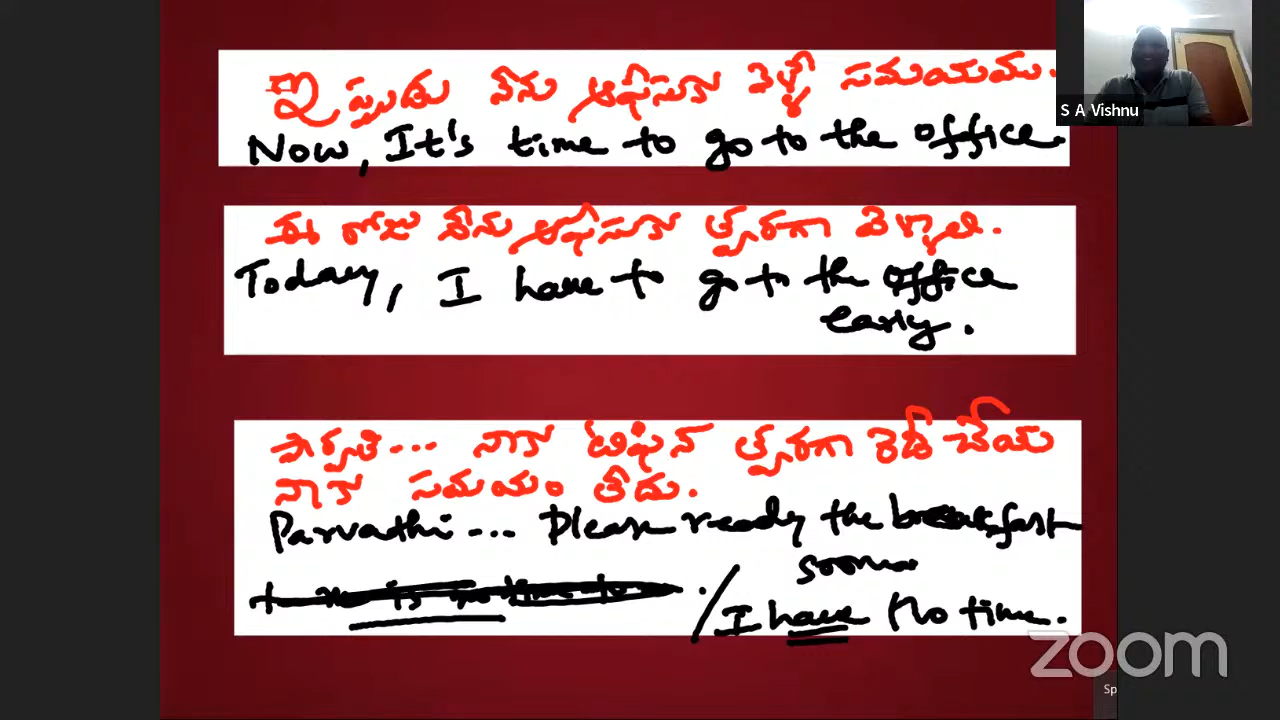 ఇప్పుడు నేను ఆఫీసుకు వెళ్ళే సమయము.
Now, It's time to go to the office.
ఈ రోజు నేను ఆఫీసుకు త్వరగా వెళ్ళాలి.
Today, I have to go to the office
early.
పార్వతి... నాకు టిఫిన్ త్వరగా రెడీ చేయ
నాకు సమయం లేదు.
Parvathi... Please ready the breakfast
soon
/ I have no time.
S A Vishnu
zoom
Sp